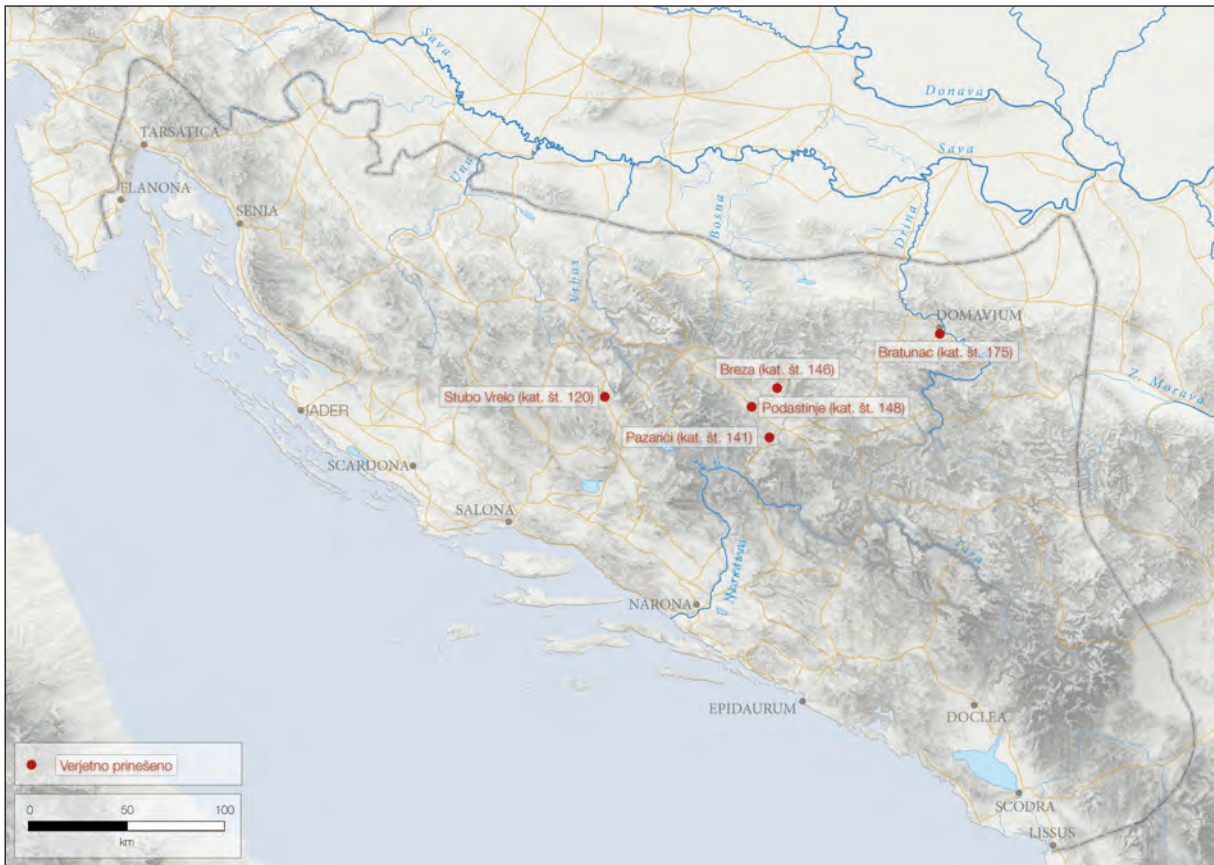 Sava
Donava
TARSATICA
Una
Sava
FLANONA
SENIA
Bosna
Drina
Vrbas
DOMAVIUM
Bratunac (kat. št. 175)
Breza (kat. št. 146)
Z. Morava
Stubo Vrelo (kat. št. 120)
Podastinje (kat. št. 148)
IADER
Pazarići (kat. št. 141)
SCARDONA
SALONA
Tara
NARONA
EPIDAURUM
DOCLEA
Verjetno prinešeno
SCODRA
0 50 100
km
LISSUS